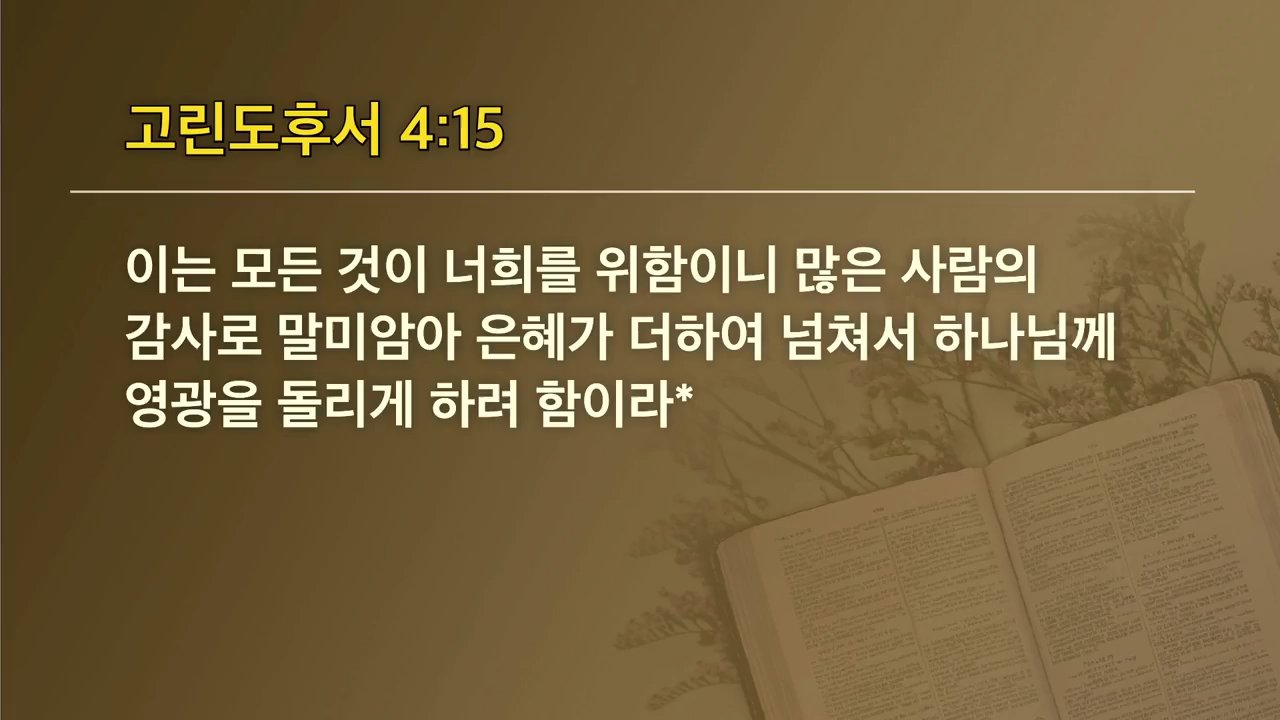 고린도후서 4:15
이는 모든 것이 너희를 위함이니 많은 사람의
감사로 말미암아 은혜가 더하여 넘쳐서 하나님께
영광을 돌리게 하려 함이라*